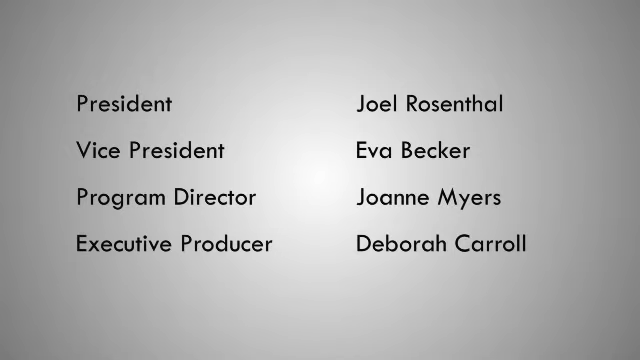 President Joel Rosenthal
Vice President Eva Becker
Program Director Joanne Myers
Executive Producer Deborah Carroll